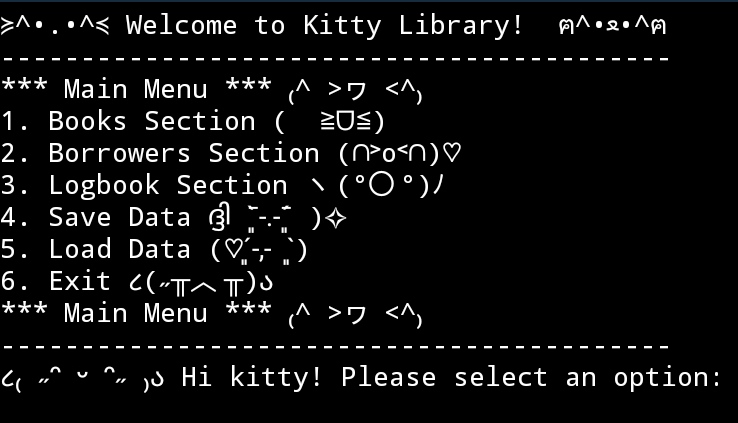 ≽^•.•^≼ Welcome to Kitty Library!  ฅ^•ﻌ•^ฅ
------------------------------------------
*** Main Menu *** ₍^ >ヮ <^₎
1. Books Section (  ≧ᗜ≦)
2. Borrowers Section (∩˃o˂∩)♡
3. Logbook Section ヽ(°〇°)ﾉ
4. Save Data ദ്ദി ˉ͈̀-.-ˉ͈́ )✧
5. Load Data (♡ˊ͈-,- ˋ͈)
6. Exit ૮(˶╥︿╥)ა
*** Main Menu *** ₍^ >ヮ <^₎
------------------------------------------
૮₍ ˶ᵔ ᵕ ᵔ˶ ₎ა Hi kitty! Please select an option: